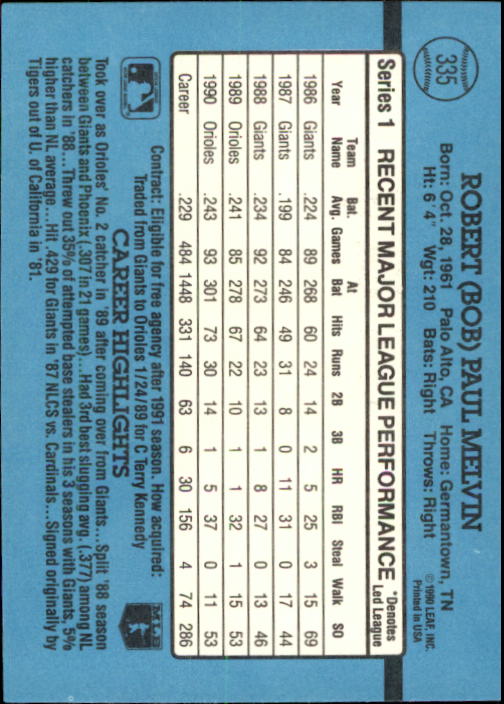 335
ROBERT (BOB) PAUL MELVIN
Born: Oct. 28, 1961 Palo Alto, CA Home: Germantown, TN
Ht: 6' 4" Wgt: 210 Bats: Right Throws: Right
© 1990 LEAF, INC.
Printed in USA
Series 1 RECENT MAJOR LEAGUE PERFORMANCE *Denotes Led League
Year Team Name Bat. Avg. Games At Bat Hits Runs 2B 3B HR RBI Steal Walk SO
1986 Giants .224 89 268 60 24 14 2 5 25 3 15 69
1987 Giants .199 84 246 49 31 8 0 11 31 0 17 44
1988 Giants .234 92 273 64 23 13 1 8 27 0 13 46
1989 Orioles .241 85 278 67 22 10 1 1 32 1 15 53
1990 Orioles .243 93 301 73 30 14 1 5 37 0 11 53
Career .229 484 1448 331 140 63 6 30 156 4 74 286
Contract: Eligible for free agency after 1991 season. How acquired:
Traded from Giants to Orioles 1/24/89 for C Terry Kennedy
CAREER HIGHLIGHTS
MLB
Took over as Orioles' No. 2 catcher in '89 after coming over from Giants...Split '88 season
between Giants and Phoenix (.307 in 21 games)...Had 3rd best slugging avg. (.377) among NL
catchers in '88...Threw out 35% of attempted base stealers in his 3 seasons with Giants, 5%
higher than NL average...Hit .429 for Giants in '87 NLCS vs. Cardinals...Signed originally by
Tigers out of U. of California in '81.